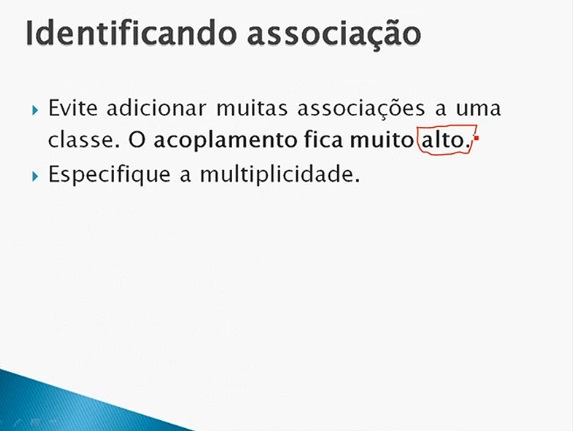 Identificando associação
Evite adicionar muitas associações a uma
classe. O acoplamento fica muito alto.
Especifique a multiplicidade.